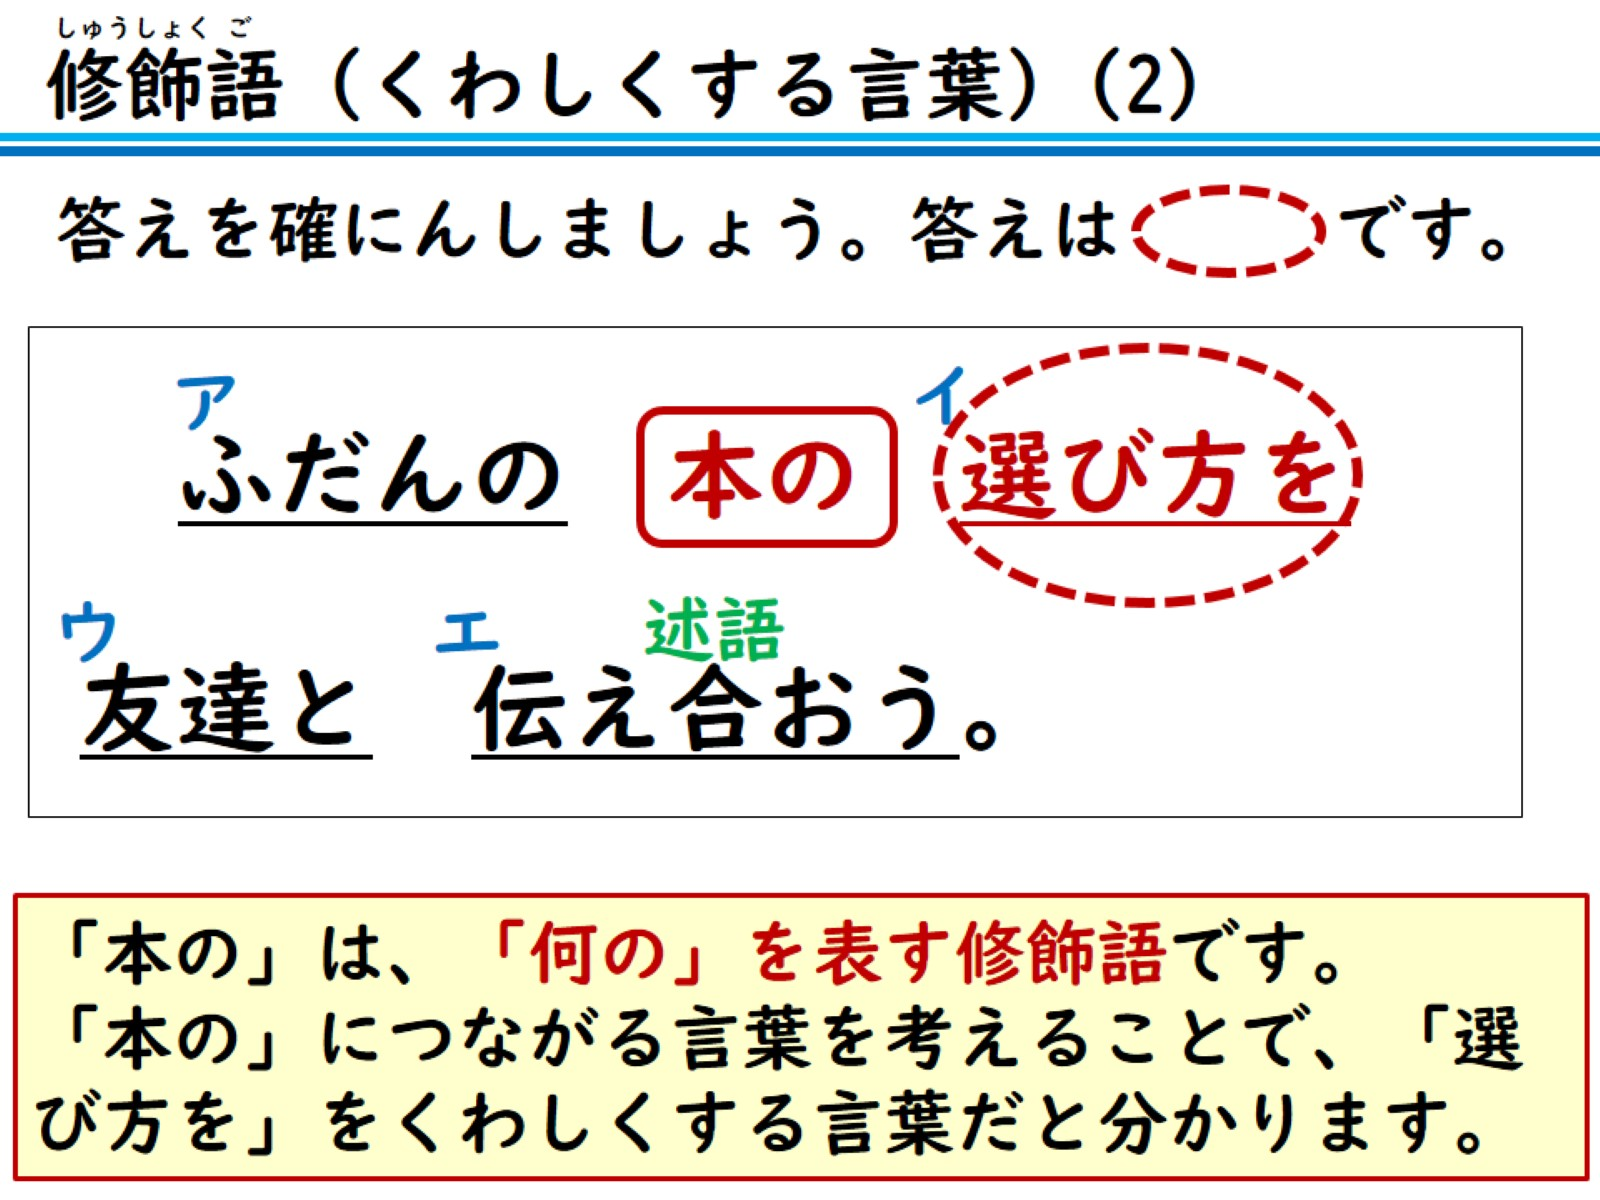 しゅうしょく ご
修飾語（くわしくする言葉）(2)
答えを確にんしましょう。答えは です。
ア イ
ふだんの 本の 選び方を
ウ エ 述語
友達と 伝え合おう。
「本の」は、「何の」を表す修飾語です。
「本の」につながる言葉を考えることで、「選
び方を」をくわしくする言葉だと分かります。